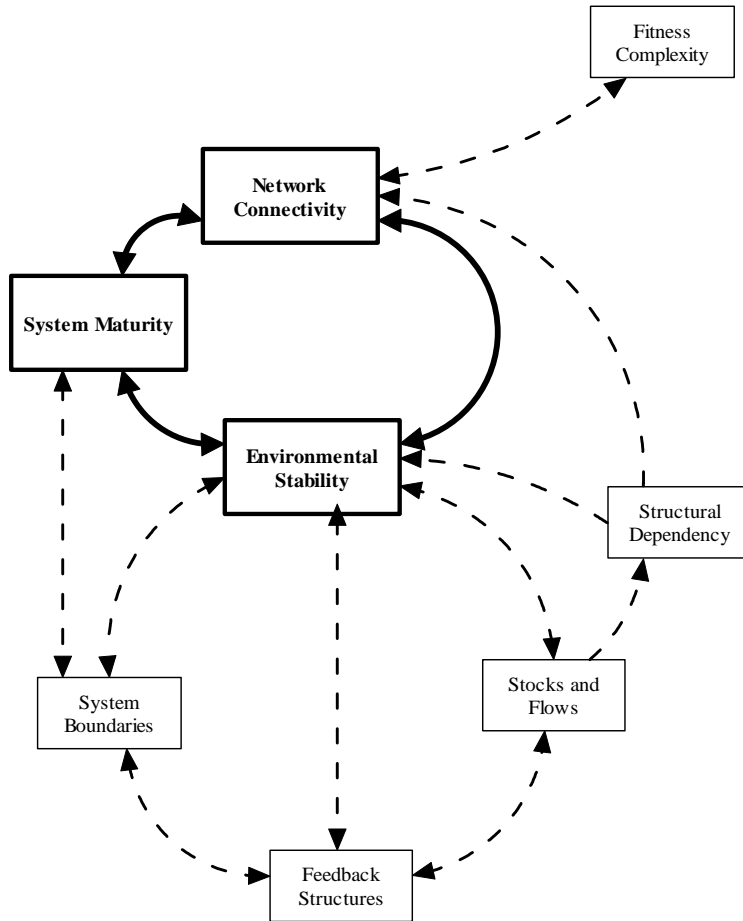 Fitness
Complexity
Network
Connectivity
System Maturity
Environmental
Stability
Structural
Dependency
System
Boundaries
Stocks and
Flows
Feedback
Structures